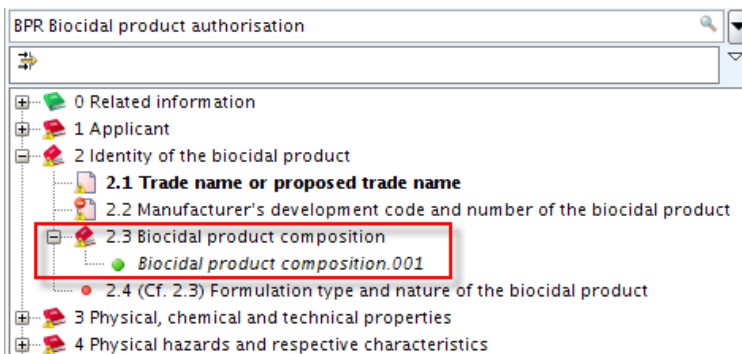 BPR Biocidal product authorisation
0 Related information
1 Applicant
2 Identity of the biocidal product
2.1 Trade name or proposed trade name
2.2 Manufacturer's development code and number of the biocidal product
2.3 Biocidal product composition
Biocidal product composition.001
2.4 (Cf. 2.3) Formulation type and nature of the biocidal product
3 Physical, chemical and technical properties
4 Physical hazards and respective characteristics